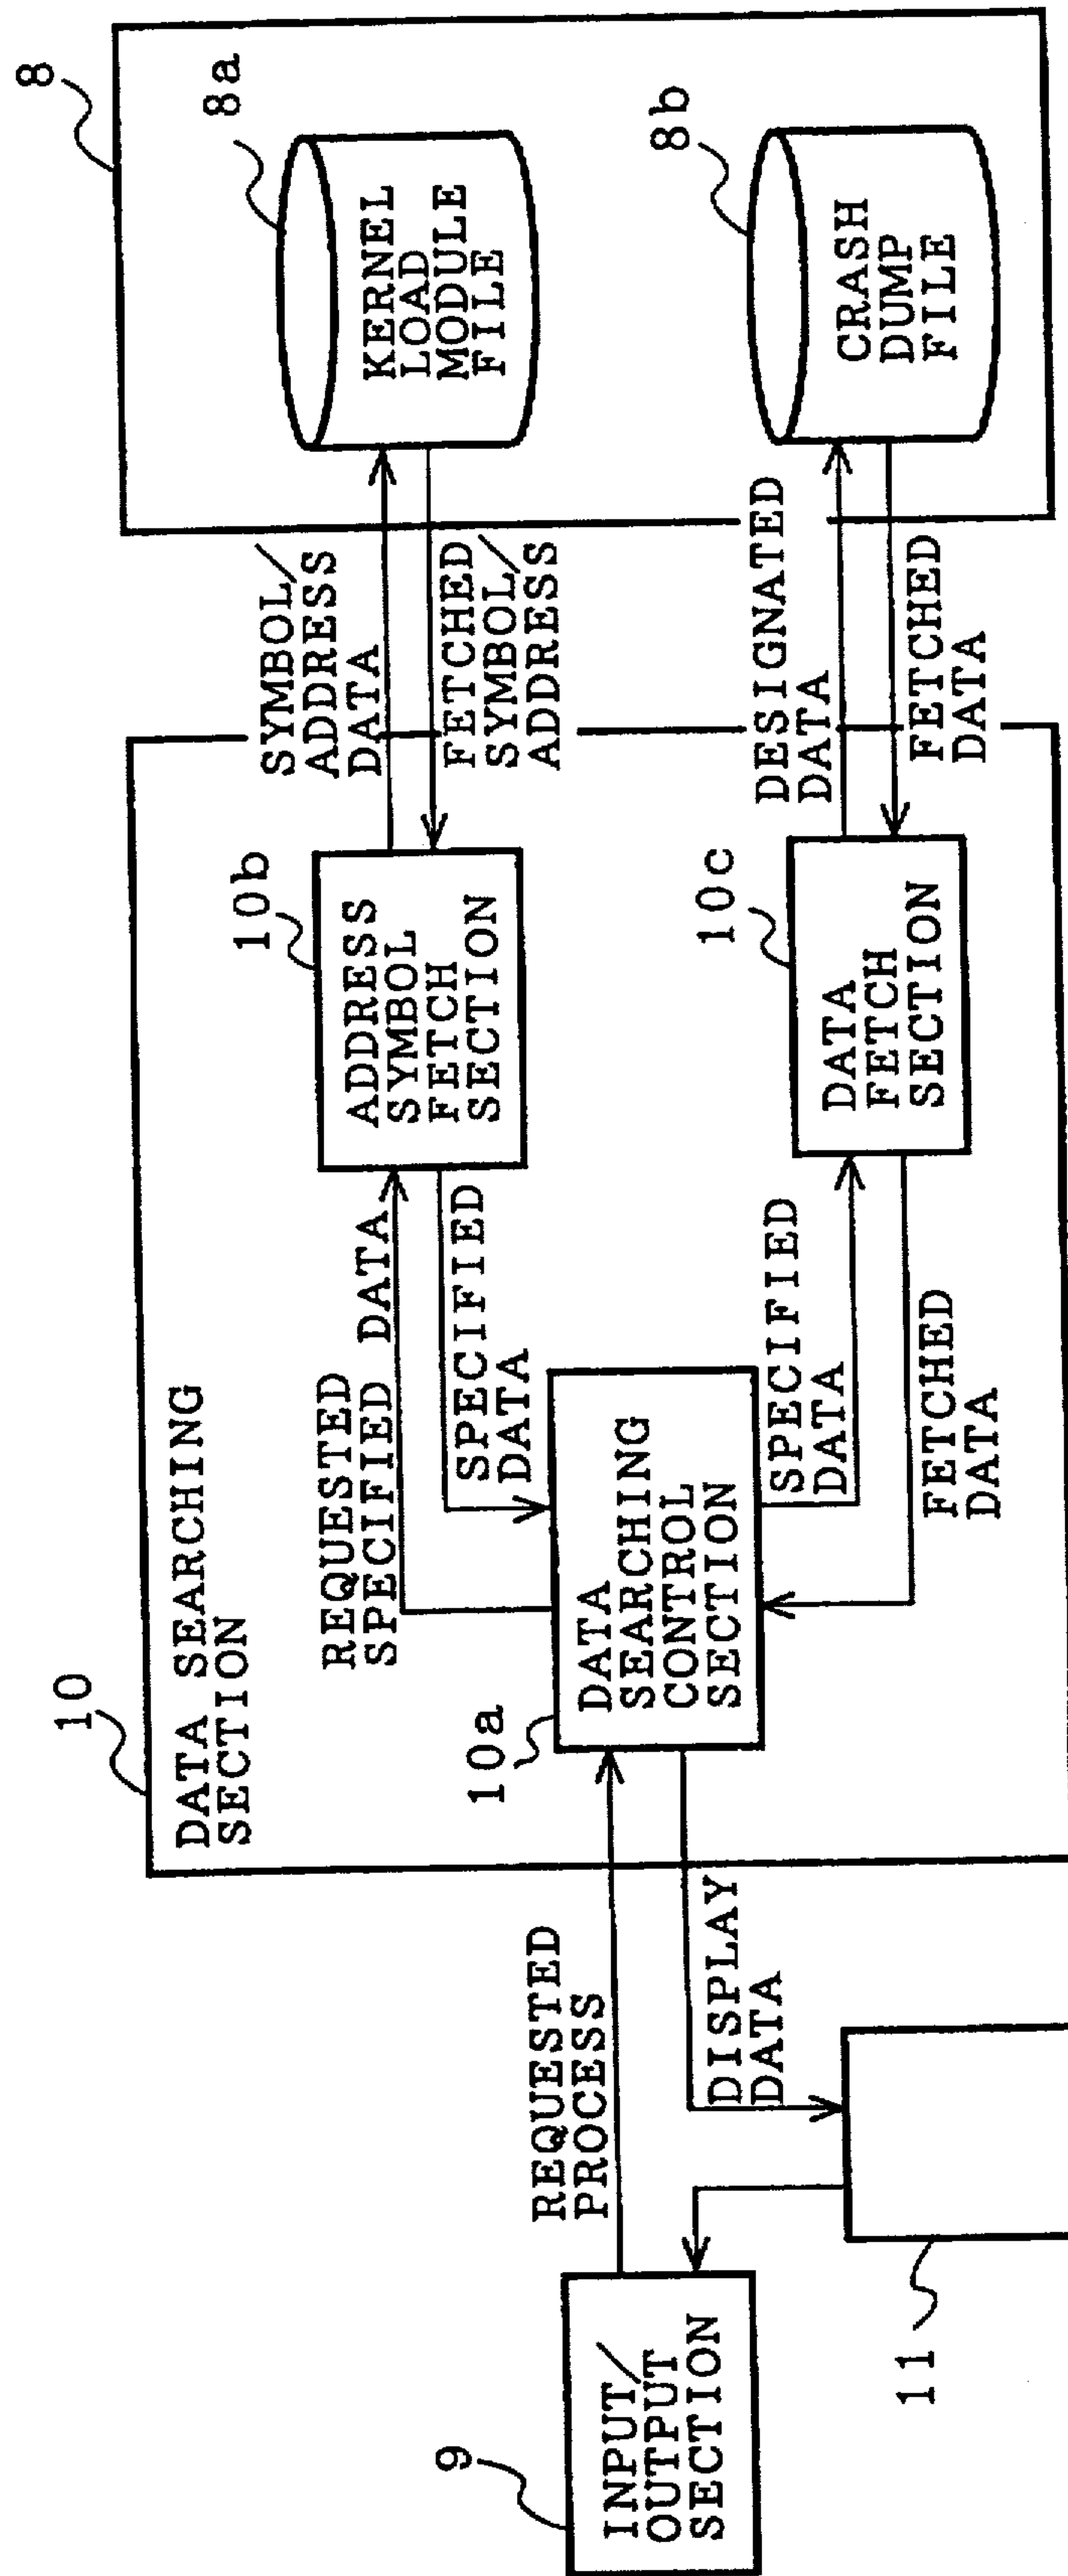 8
8a
KERNEL
LOAD
MODULE
FILE
8b
CRASH
DUMP
FILE
SYMBOL/
ADDRESS
DATA
FETCHED
SYMBOL/
ADDRESS
DESIGNATED
DATA
FETCHED
DATA
10
DATA SEARCHING
SECTION
10b
ADDRESS
SYMBOL
FETCH
SECTION
10c
DATA
FETCH
SECTION
REQUESTED
SPECIFIED DATA
SPECIFIED
DATA
SPECIFIED
DATA
FETCHED
DATA
10a
DATA
SEARCHING
CONTROL
SECTION
REQUESTED
PROCESS
DISPLAY
DATA
9
INPUT/
OUTPUT
SECTION
11